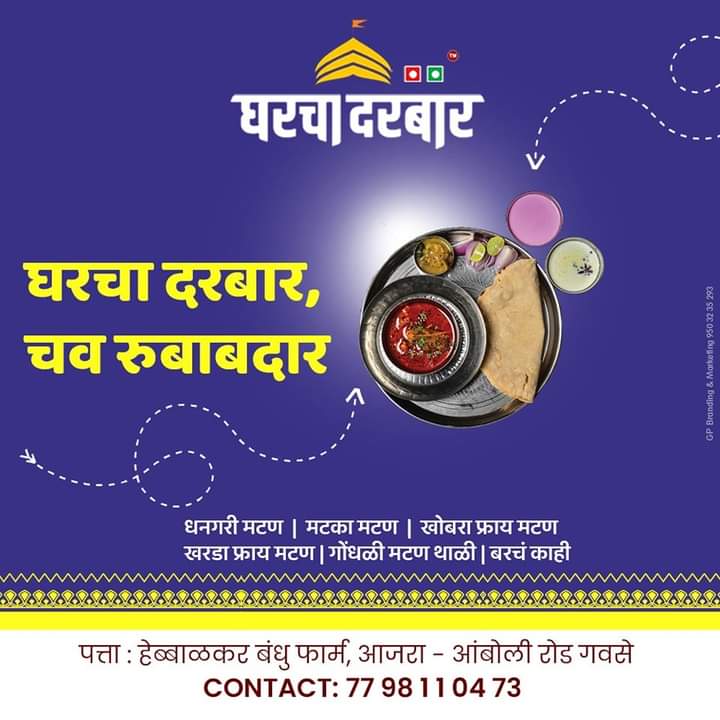 TM
घरचा दरबार
घरचा दरबार,
चव रुबाबदार
धनगरी मटण | मटका मटण | खोबरा फ्राय मटण
खरडा फ्राय मटण | गोंधळी मटण थाळी | बरचं काही
पत्ता : हेब्बाळकर बंधु फार्म, आजरा - आंबोली रोड गवसे
CONTACT: 77 98 11 04 73
GP Branding & Marketing 950 32 35 293